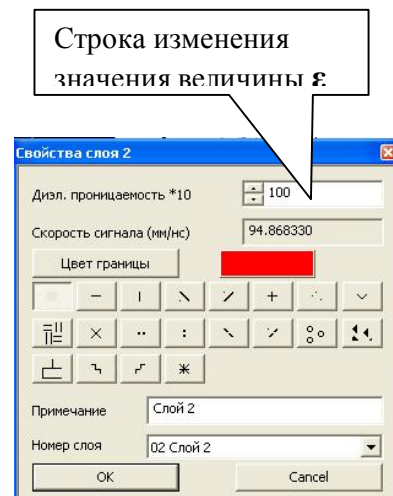 Строка изменения
значения величины ε
Свойства слоя 2
Диэл. проницаемость *10 100
Скорость сигнала (мм/нс) 94.868330
Цвет границы
Примечание Слой 2
Номер слоя 02 Слой 2
OK Cancel